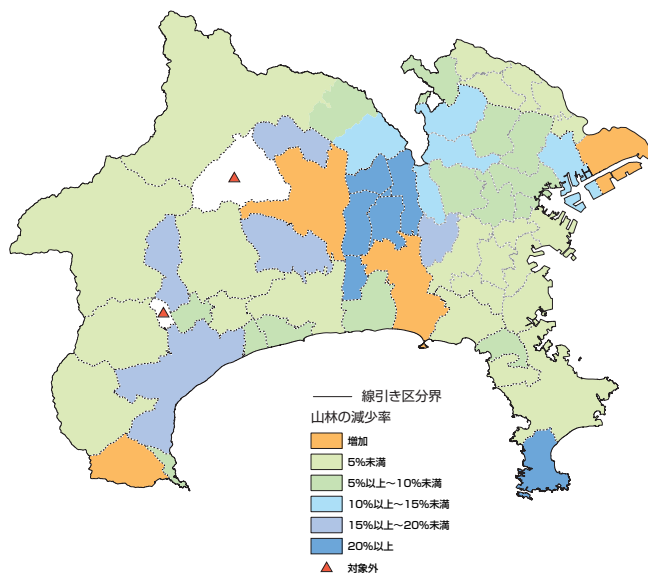 線引き区分界
山林の減少率
増加
5%未満
5%以上～10%未満
10%以上～15%未満
15%以上～20%未満
20%以上
対象外